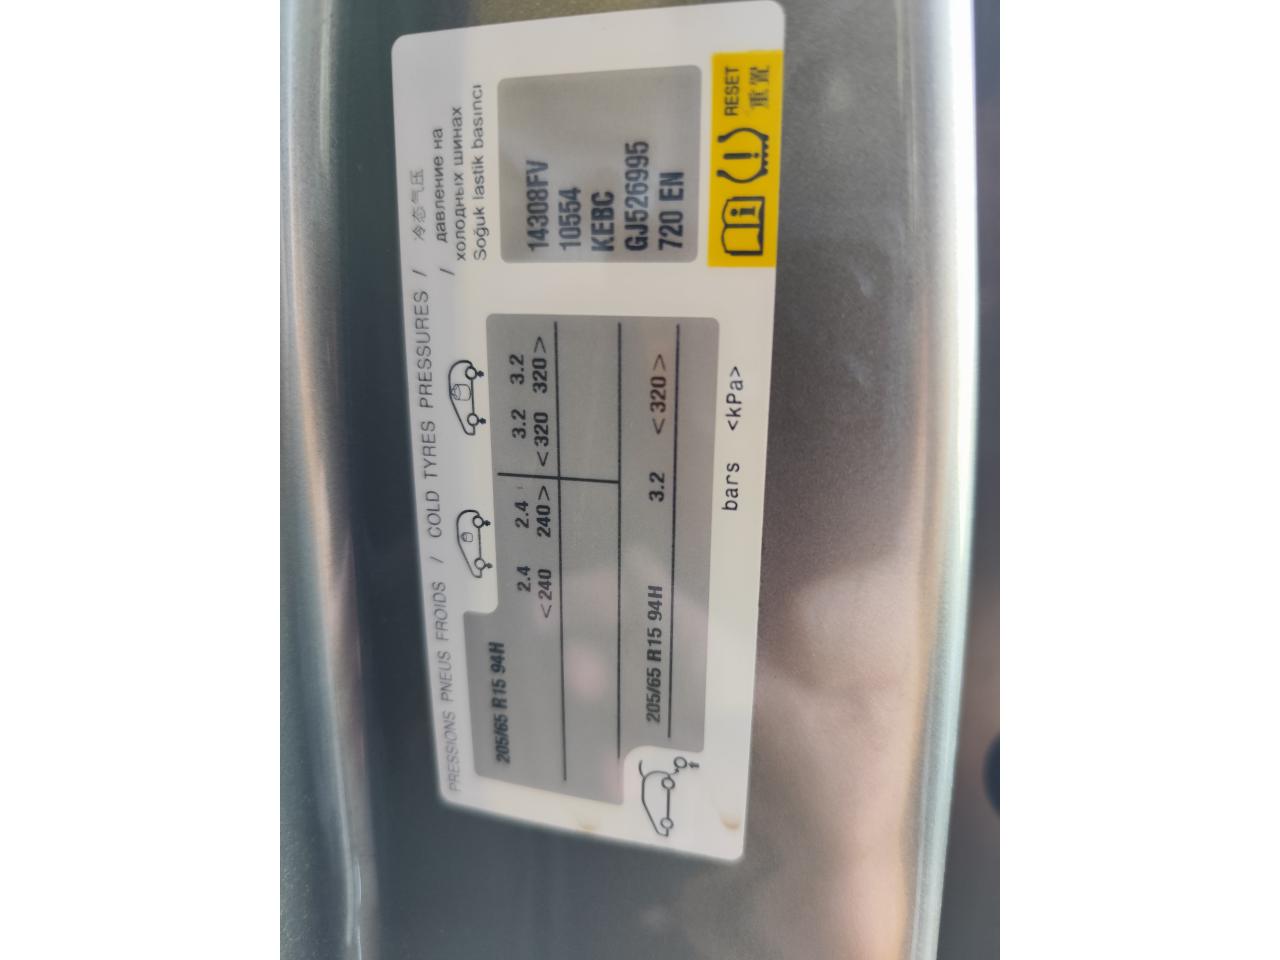 PRESSIONS PNEUS FROIDS / COLD TYRES PRESSURES / 冷态气压
/ давление на
холодных шинах
Soğuk lastik basıncı
205/65 R15 94H
2.4 2.4 3.2 3.2
<240 240> <320 320>
205/65 R15 94H 3.2 <320>
bars <kPa>
14308FV
10554
KEBC
GJ526995
720 EN
RESET
重置